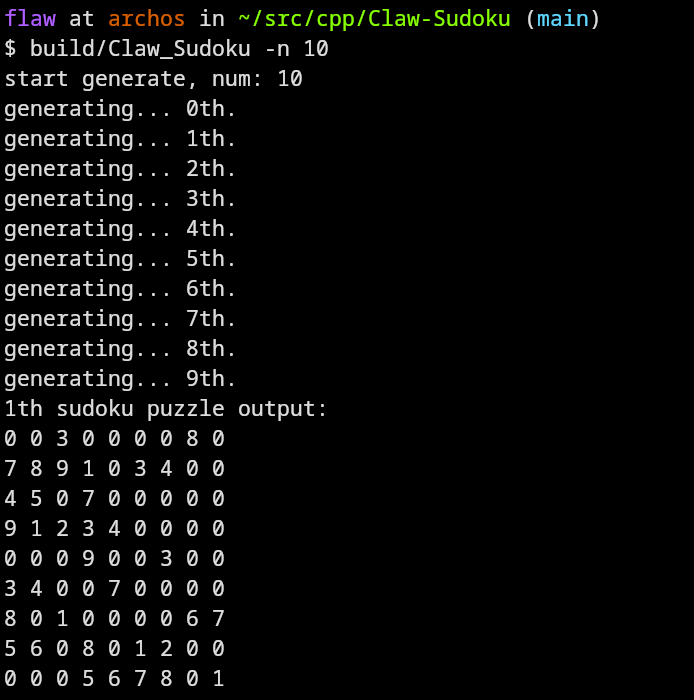 flaw at archos in ~/src/cpp/Claw-Sudoku (main)
$ build/Claw_Sudoku -n 10
start generate, num: 10
generating... 0th.
generating... 1th.
generating... 2th.
generating... 3th.
generating... 4th.
generating... 5th.
generating... 6th.
generating... 7th.
generating... 8th.
generating... 9th.
1th sudoku puzzle output:
0 0 3 0 0 0 0 8 0
7 8 9 1 0 3 4 0 0
4 5 0 7 0 0 0 0 0
9 1 2 3 4 0 0 0 0
0 0 0 9 0 0 3 0 0
3 4 0 0 7 0 0 0 0
8 0 1 0 0 0 0 6 7
5 6 0 8 0 1 2 0 0
0 0 0 5 6 7 8 0 1